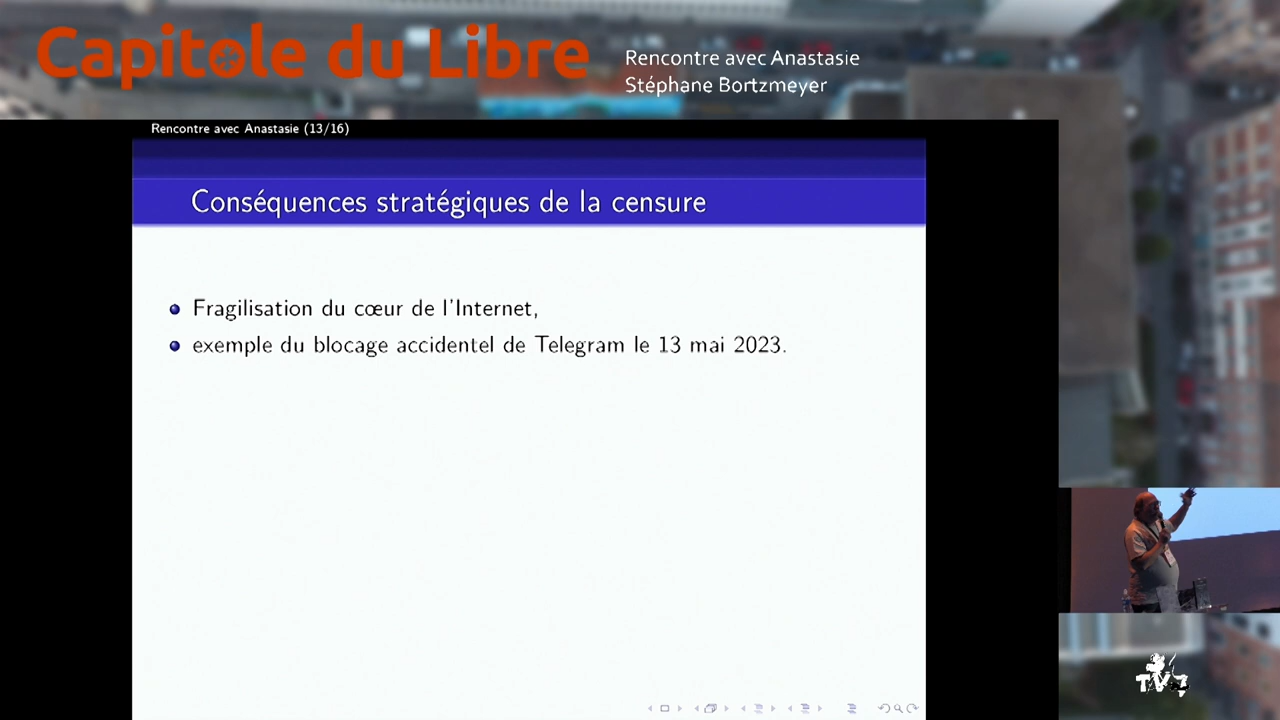 Capitole du Libre
Rencontre avec Anastasie
Stéphane Bortzmeyer
Rencontre avec Anastasie (13/16)
Conséquences stratégiques de la censure
Fragilisation du cœur de l'Internet,
exemple du blocage accidentel de Telegram le 13 mai 2023.
TV7